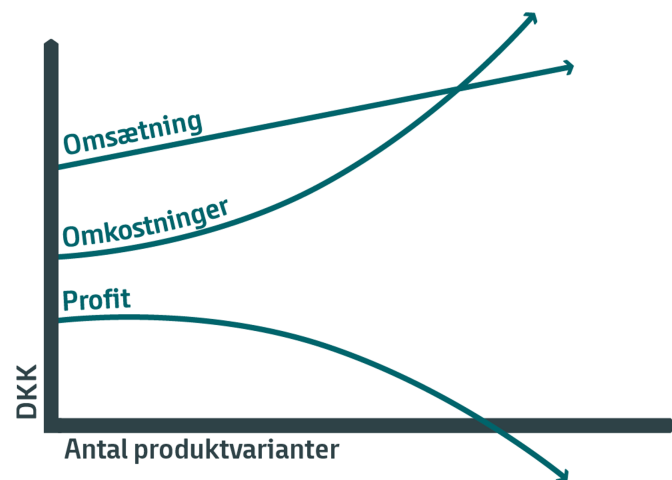 Omsætning
Omkostninger
Profit
DKK
Antal produktvarianter